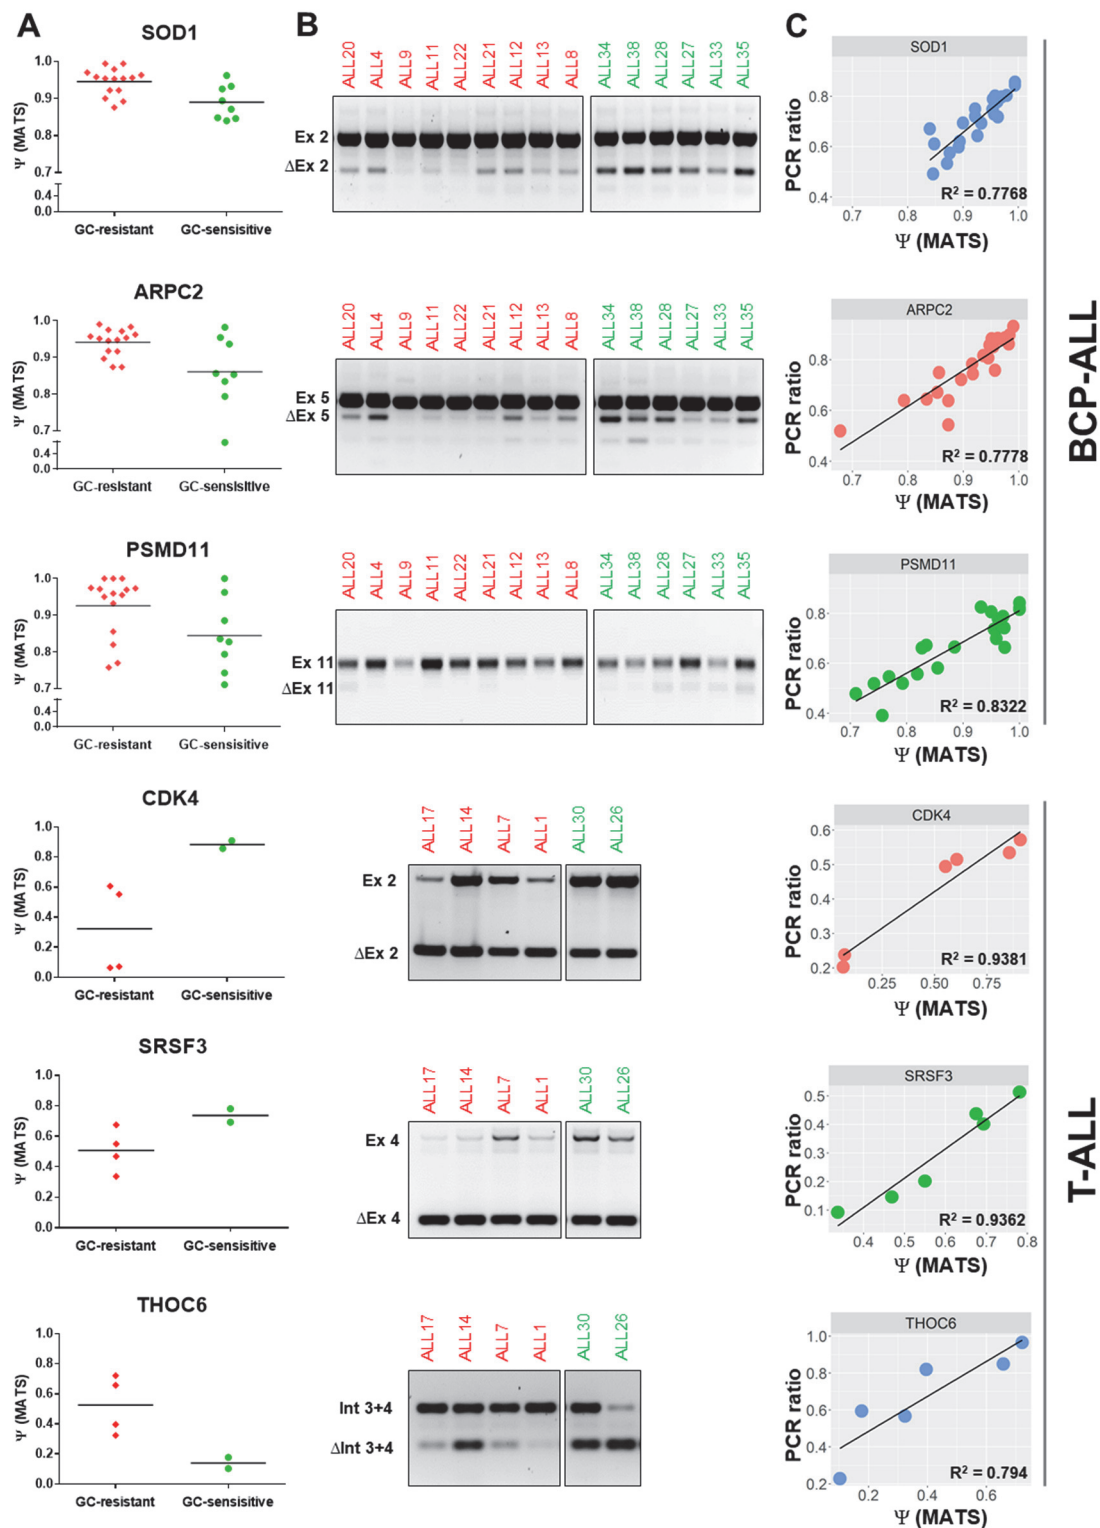 A
B
C
SOD1
Ψ (MATS)
1.0
0.9
0.8
0.7
0.4
0.0
GC-resistant
GC-sensisitive
ALL20
ALL4
ALL9
ALL11
ALL22
ALL21
ALL12
ALL13
ALL8
ALL34
ALL38
ALL28
ALL27
ALL33
ALL35
Ex 2
ΔEx 2
SOD1
PCR ratio
0.8
0.6
0.4
0.7
0.8
0.9
1.0
R² = 0.7768
Ψ (MATS)
ARPC2
Ψ (MATS)
1.0
0.9
0.8
0.7
0.4
0.0
GC-resistant
GC-sensisitive
ALL20
ALL4
ALL9
ALL11
ALL22
ALL21
ALL12
ALL13
ALL8
ALL34
ALL38
ALL28
ALL27
ALL33
ALL35
Ex 5
ΔEx 5
ARPC2
PCR ratio
0.8
0.6
0.4
0.7
0.8
0.9
1.0
R² = 0.7778
Ψ (MATS)
PSMD11
Ψ (MATS)
1.0
0.9
0.8
0.7
0.4
0.0
GC-resistant
GC-sensisitive
ALL20
ALL4
ALL9
ALL11
ALL22
ALL21
ALL12
ALL13
ALL8
ALL34
ALL38
ALL28
ALL27
ALL33
ALL35
Ex 11
ΔEx 11
PSMD11
PCR ratio
0.8
0.6
0.4
0.7
0.8
0.9
1.0
R² = 0.8322
Ψ (MATS)
BCP-ALL
CDK4
Ψ (MATS)
1.0
0.8
0.6
0.4
0.2
0.0
GC-resistant
GC-sensisitive
ALL17
ALL14
ALL7
ALL1
ALL30
ALL26
Ex 2
ΔEx 2
CDK4
PCR ratio
0.6
0.5
0.3
0.2
0.25
0.50
0.75
R² = 0.9381
Ψ (MATS)
SRSF3
Ψ (MATS)
1.0
0.8
0.6
0.4
0.2
0.0
GC-resistant
GC-sensisitive
ALL17
ALL14
ALL7
ALL1
ALL30
ALL26
Ex 4
ΔEx 4
SRSF3
PCR ratio
0.5
0.4
0.3
0.2
0.1
0.4
0.5
0.6
0.7
0.8
R² = 0.9362
Ψ (MATS)
THOC6
Ψ (MATS)
1.0
0.8
0.6
0.4
0.2
0.0
GC-resistant
GC-sensisitive
ALL17
ALL14
ALL7
ALL1
ALL30
ALL26
Int 3+4
ΔInt 3+4
THOC6
PCR ratio
1.0
0.8
0.6
0.4
0.2
0.2
0.4
0.6
R² = 0.794
Ψ (MATS)
T-ALL